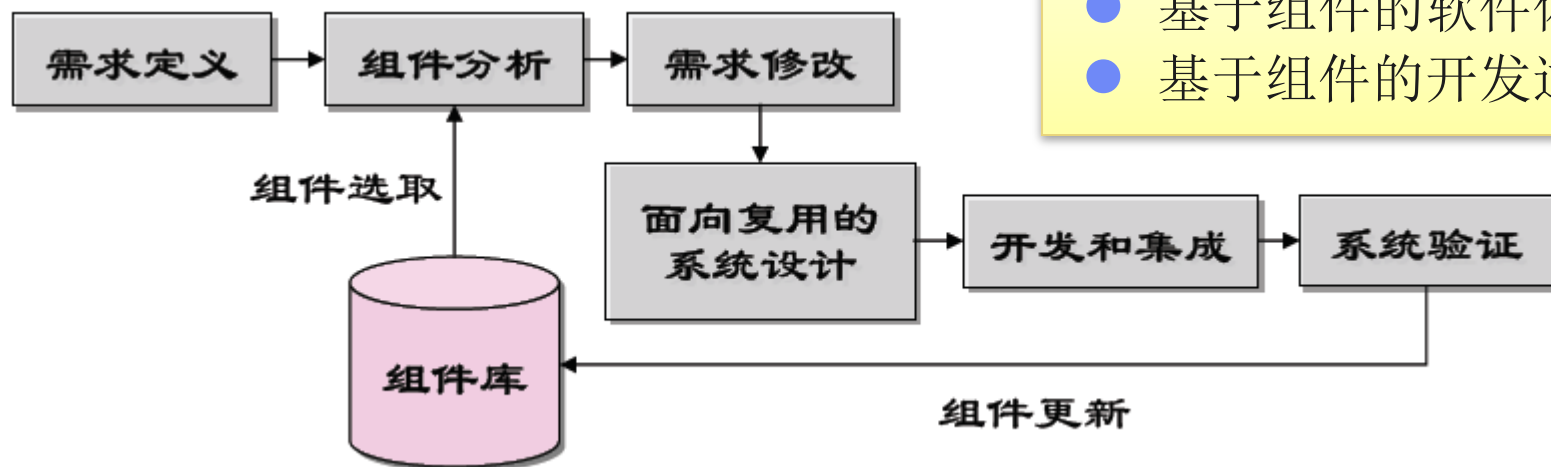 基于组件的软件
基于组件的开发
需求定义
组件分析
需求修改
组件选取
面向复用的
系统设计
开发和集成
系统验证
组件库
组件更新